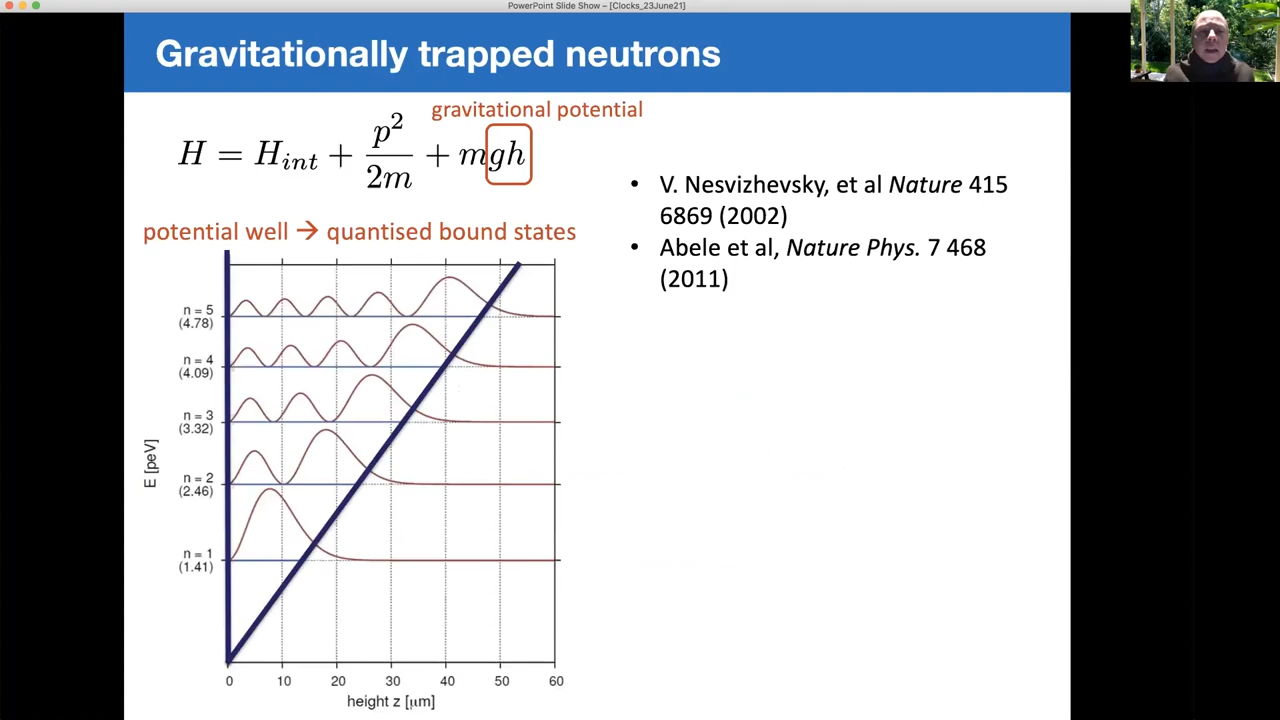 PowerPoint Slide Show – [Clocks_23June21]
Gravitationally trapped neutrons
gravitational potential
H = H_int + p²/2m + mgh
potential well → quantised bound states
• V. Nesvizhevsky, et al Nature 415
6869 (2002)
• Abele et al, Nature Phys. 7 468
(2011)
n = 5
(4.78)
n = 4
(4.09)
n = 3
(3.32)
n = 2
(2.46)
n = 1
(1.41)
E [peV]
0 10 20 30 40 50 60
height z [μm]